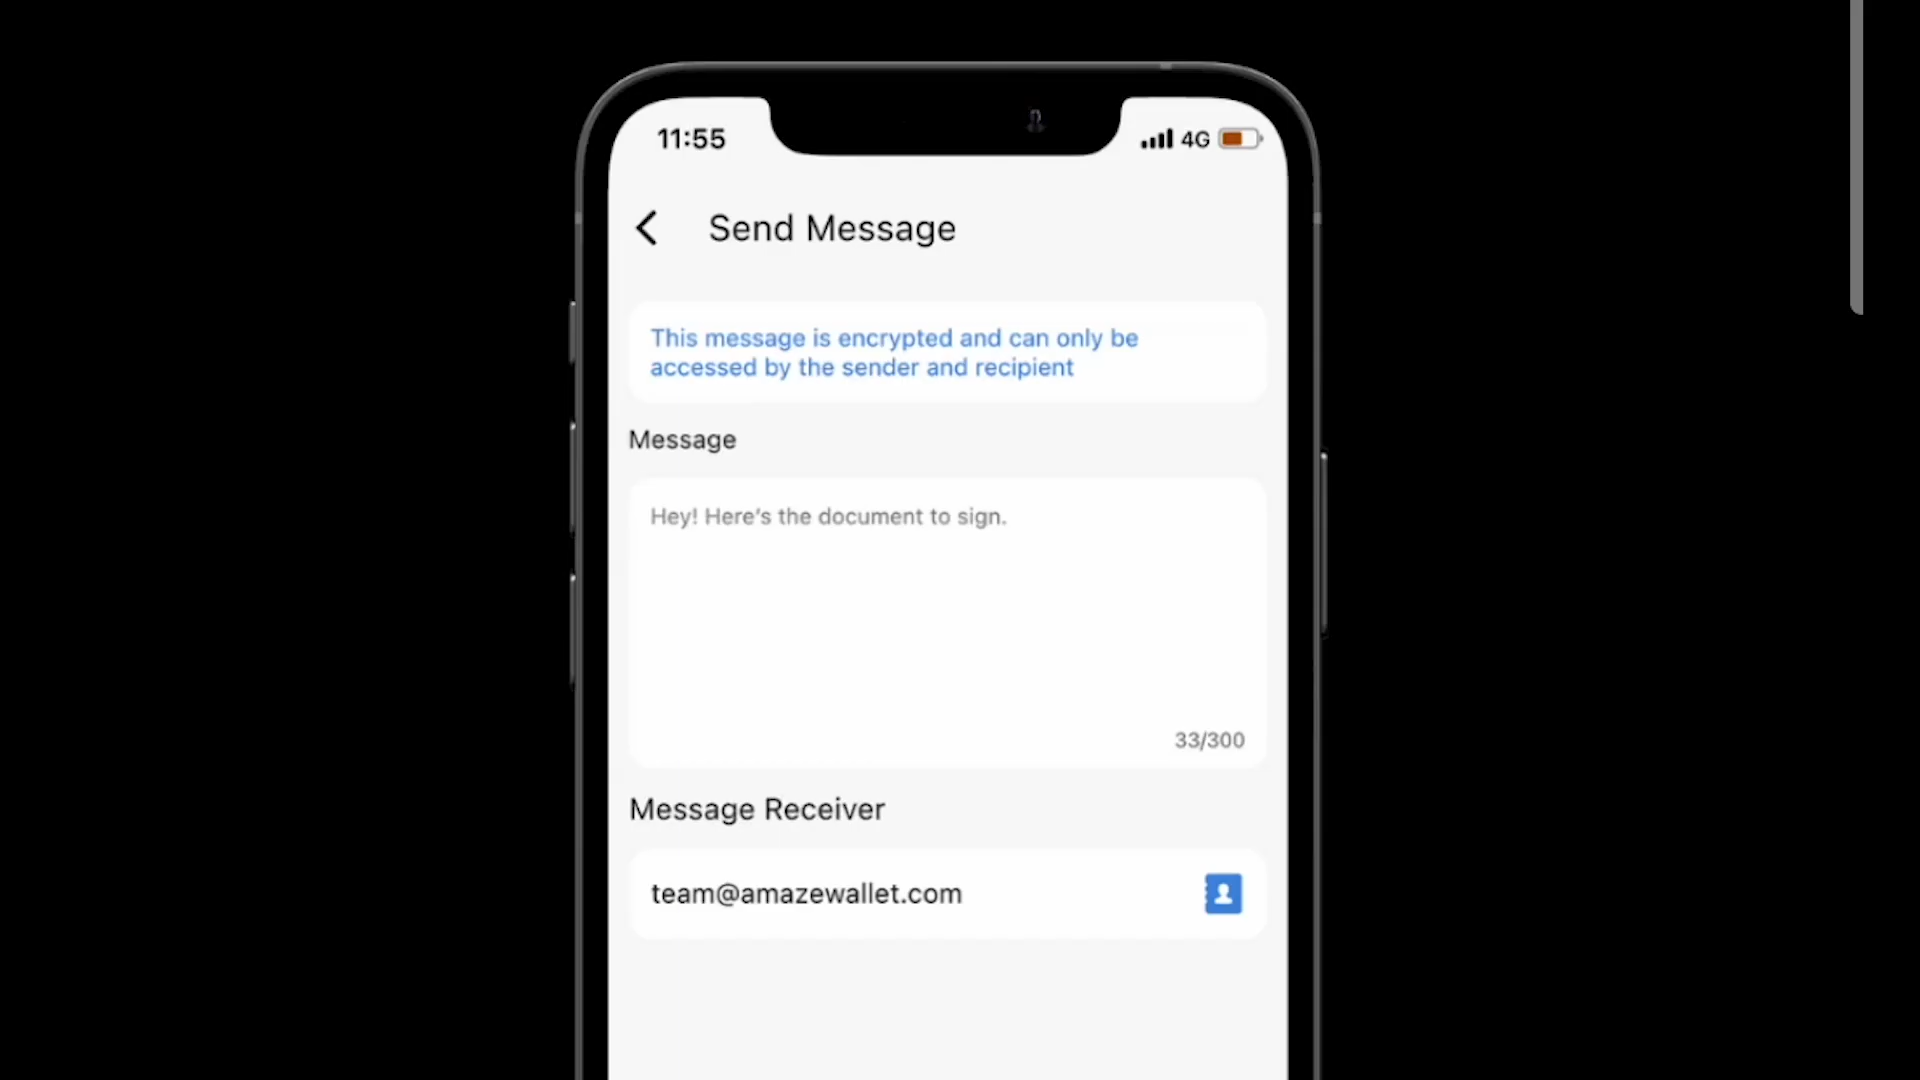 11:55
4G
Send Message
This message is encrypted and can only be
accessed by the sender and recipient
Message
Hey! Here's the document to sign.
33/300
Message Receiver
team@amazewallet.com